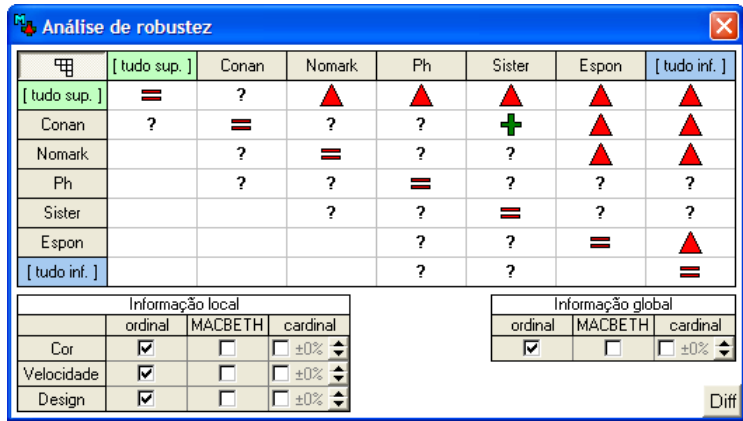 Análise de robustez
[ tudo sup. ] Conan Nomark Ph Sister Espon [ tudo inf. ]
[ tudo sup. ] = ?
Conan ? = ? ? +
Nomark ? = ? ?
Ph ? ? = ? ? ?
Sister ? ? = ? ?
Espon ? ? =
[ tudo inf. ] ? ? =
Informação local
ordinal MACBETH cardinal
Cor ±0%
Velocidade ±0%
Design ±0%
Informação global
ordinal MACBETH cardinal
±0%
Diff